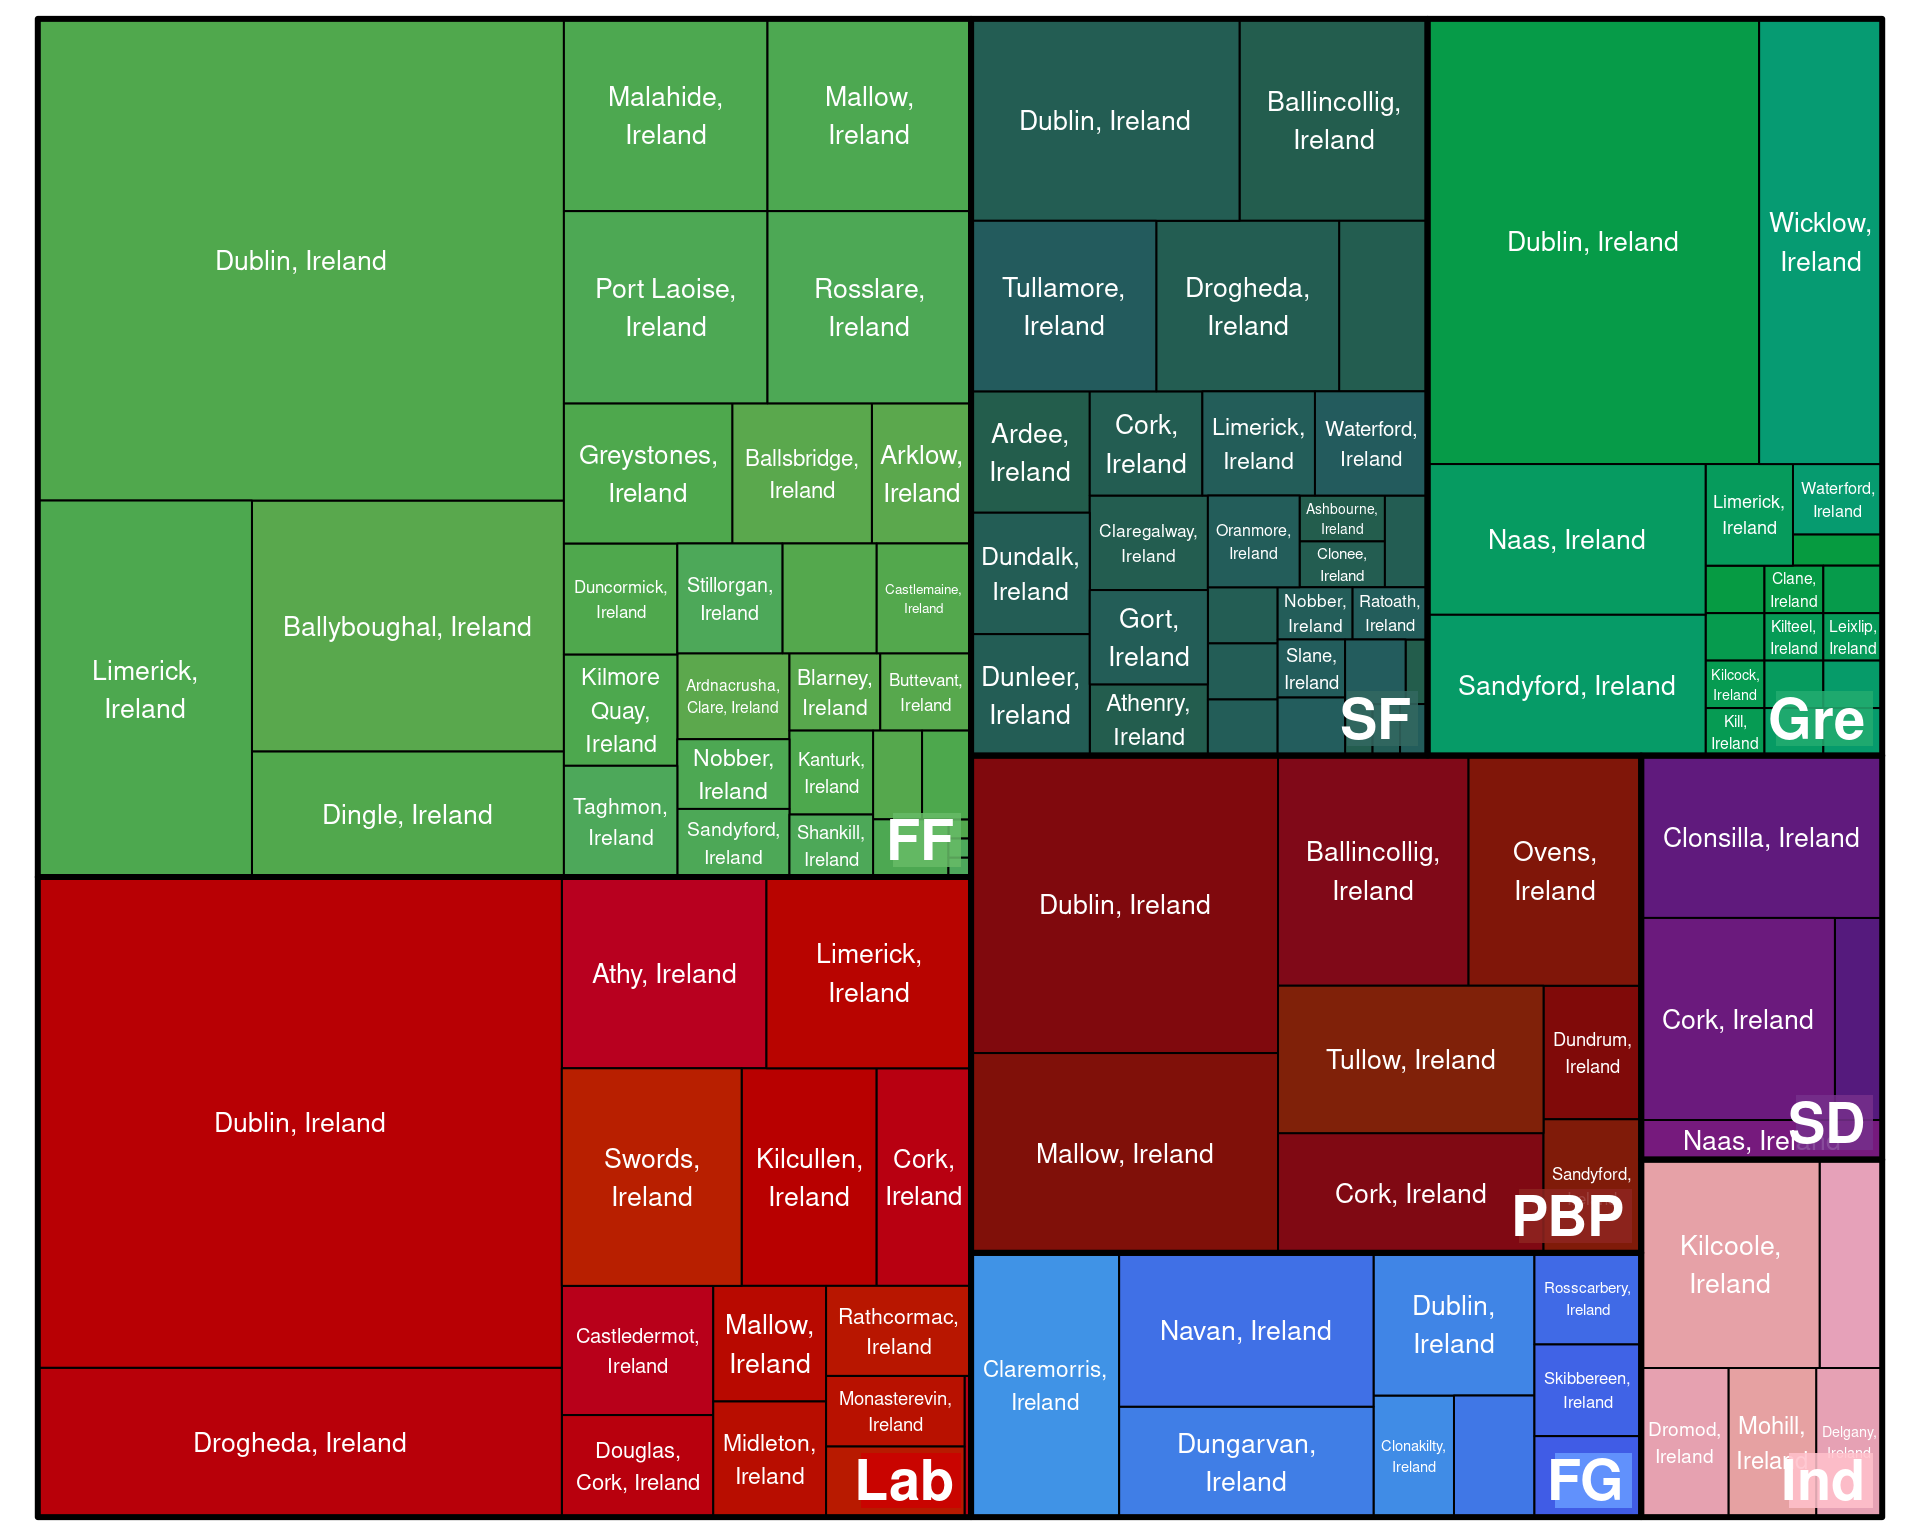 Dublin, Ireland
Limerick,
Ireland
Ballyboughal, Ireland
Dingle, Ireland
Malahide,
Ireland
Mallow,
Ireland
Port Laoise,
Ireland
Rosslare,
Ireland
Greystones,
Ireland
Ballsbridge,
Ireland
Arklow,
Ireland
Duncormick,
Ireland
Stillorgan,
Ireland
Castlemaine,
Ireland
Kilmore
Quay,
Ireland
Ardnacrusha,
Clare, Ireland
Blarney,
Ireland
Buttevant,
Ireland
Nobber,
Ireland
Kanturk,
Ireland
Taghmon,
Ireland
Sandyford,
Ireland
Shankill,
Ireland
FF
Dublin, Ireland
Ballincollig,
Ireland
Tullamore,
Ireland
Drogheda,
Ireland
Ardee,
Ireland
Cork,
Ireland
Limerick,
Ireland
Waterford,
Ireland
Dundalk,
Ireland
Claregalway,
Ireland
Oranmore,
Ireland
Ashbourne,
Ireland
Clonee,
Ireland
Dunleer,
Ireland
Gort,
Ireland
Nobber,
Ireland
Ratoath,
Ireland
Slane,
Ireland
Athenry,
Ireland
SF
Dublin, Ireland
Wicklow,
Ireland
Naas, Ireland
Limerick,
Ireland
Waterford,
Ireland
Sandyford, Ireland
Clane,
Ireland
Kilteel,
Ireland
Leixlip,
Ireland
Kilcock,
Ireland
Kill,
Ireland
Gre
Dublin, Ireland
Drogheda, Ireland
Athy, Ireland
Limerick,
Ireland
Swords,
Ireland
Kilcullen,
Ireland
Cork,
Ireland
Castledermot,
Ireland
Mallow,
Ireland
Rathcormac,
Ireland
Monasterevin,
Ireland
Douglas,
Cork, Ireland
Midleton,
Ireland
Lab
Dublin, Ireland
Mallow, Ireland
Ballincollig,
Ireland
Ovens,
Ireland
Tullow, Ireland
Dundrum,
Ireland
Cork, Ireland
Sandyford,
PBP
Clonsilla, Ireland
Cork, Ireland
Naas, Ireland
SD
Claremorris,
Ireland
Navan, Ireland
Dungarvan,
Ireland
Dublin,
Ireland
Clonakilty,
Ireland
Rosscarbery,
Ireland
Skibbereen,
Ireland
FG
Kilcoole,
Ireland
Dromod,
Ireland
Mohill,
Ireland
Delgany,
Ireland
Ind